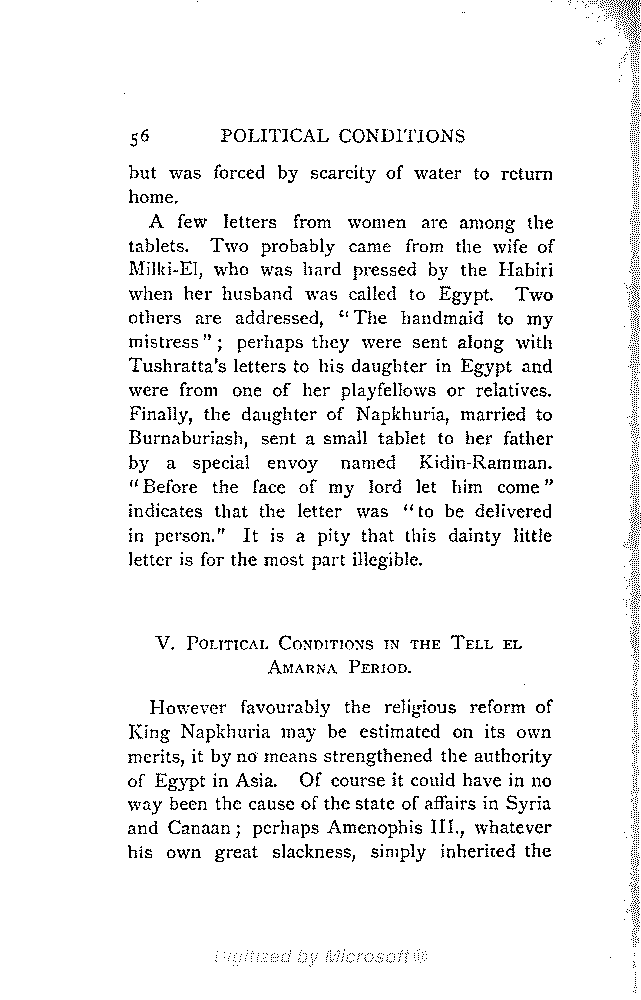 56 POLITICAL CONDITIONS
but was forced by scarcity of water to return
home.
A few letters from women are among the
tablets. Two probably came from the wife of
Milki-El, who was hard pressed by the Habiri
when her husband was called to Egypt. Two
others are addressed, “The handmaid to my
mistress”; perhaps they were sent along with
Tushratta's letters to his daughter in Egypt and
were from one of her playfellows or relatives.
Finally, the daughter of Napkhuria, married to
Burnaburiash, sent a small tablet to her father
by a special envoy named Kidin-Ramman.
“Before the face of my lord let him come”
indicates that the letter was “to be delivered
in person.” It is a pity that this dainty little
letter is for the most part illegible.
V. POLITICAL CONDITIONS IN THE TELL EL
AMARNA PERIOD.
However favourably the religious reform of
King Napkhuria may be estimated on its own
merits, it by no means strengthened the authority
of Egypt in Asia. Of course it could have in no
way been the cause of the state of affairs in Syria
and Canaan; perhaps Amenophis III., whatever
his own great slackness, simply inherited the
Digitized by Microsoft®